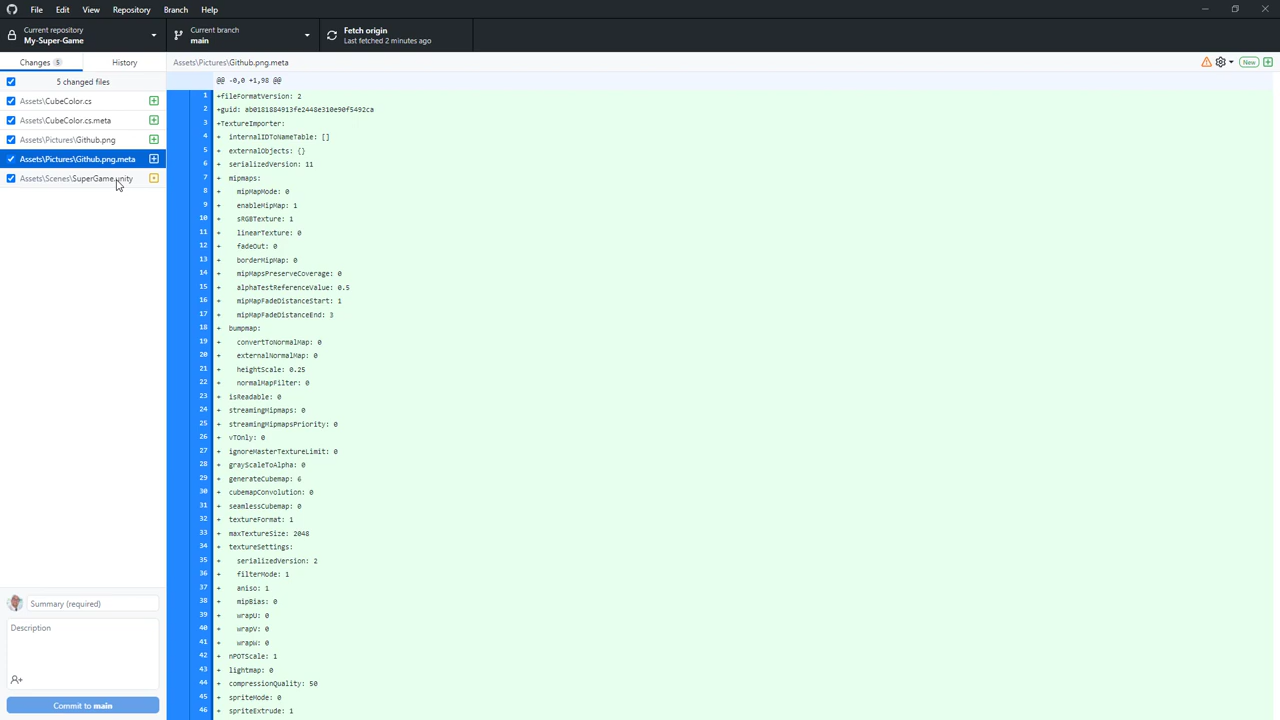 File Edit View Repository Branch Help
Current repository
My-Super-Game
Current branch
main
Fetch origin
Last fetched 2 minutes ago
Changes 5
History
Assets\Pictures\Github.png.meta
New
5 changed files
@@ -0,0 +1,98 @@
Assets\CubeColor.cs
Assets\CubeColor.cs.meta
Assets\Pictures\Github.png
Assets\Pictures\Github.png.meta
Assets\Scenes\SuperGame.unity
1 +fileFormatVersion: 2
2 +guid: ab0181884913fe2448e310e90f5492ca
3 +TextureImporter:
4 + internalIDToNameTable: []
5 + externalObjects: {}
6 + serializedVersion: 11
7 + mipmaps:
8 + mipMapMode: 0
9 + enableMipMap: 1
10 + sRGBTexture: 1
11 + linearTexture: 0
12 + fadeOut: 0
13 + borderMipMap: 0
14 + mipMapsPreserveCoverage: 0
15 + alphaTestReferenceValue: 0.5
16 + mipMapFadeDistanceStart: 1
17 + mipMapFadeDistanceEnd: 3
18 + bumpmap:
19 + convertToNormalMap: 0
20 + externalNormalMap: 0
21 + heightScale: 0.25
22 + normalMapFilter: 0
23 + isReadable: 0
24 + streamingMipmaps: 0
25 + streamingMipmapsPriority: 0
26 + vTOnly: 0
27 + ignoreMasterTextureLimit: 0
28 + grayScaleToAlpha: 0
29 + generateCubemap: 6
30 + cubemapConvolution: 0
31 + seamlessCubemap: 0
32 + textureFormat: 1
33 + maxTextureSize: 2048
34 + textureSettings:
35 + serializedVersion: 2
36 + filterMode: 1
37 + aniso: 1
38 + mipBias: 0
39 + wrapU: 0
40 + wrapV: 0
41 + wrapW: 0
42 + nPOTScale: 1
43 + lightmap: 0
44 + compressionQuality: 50
45 + spriteMode: 0
46 + spriteExtrude: 1
Summary (required)
Description
Commit to main